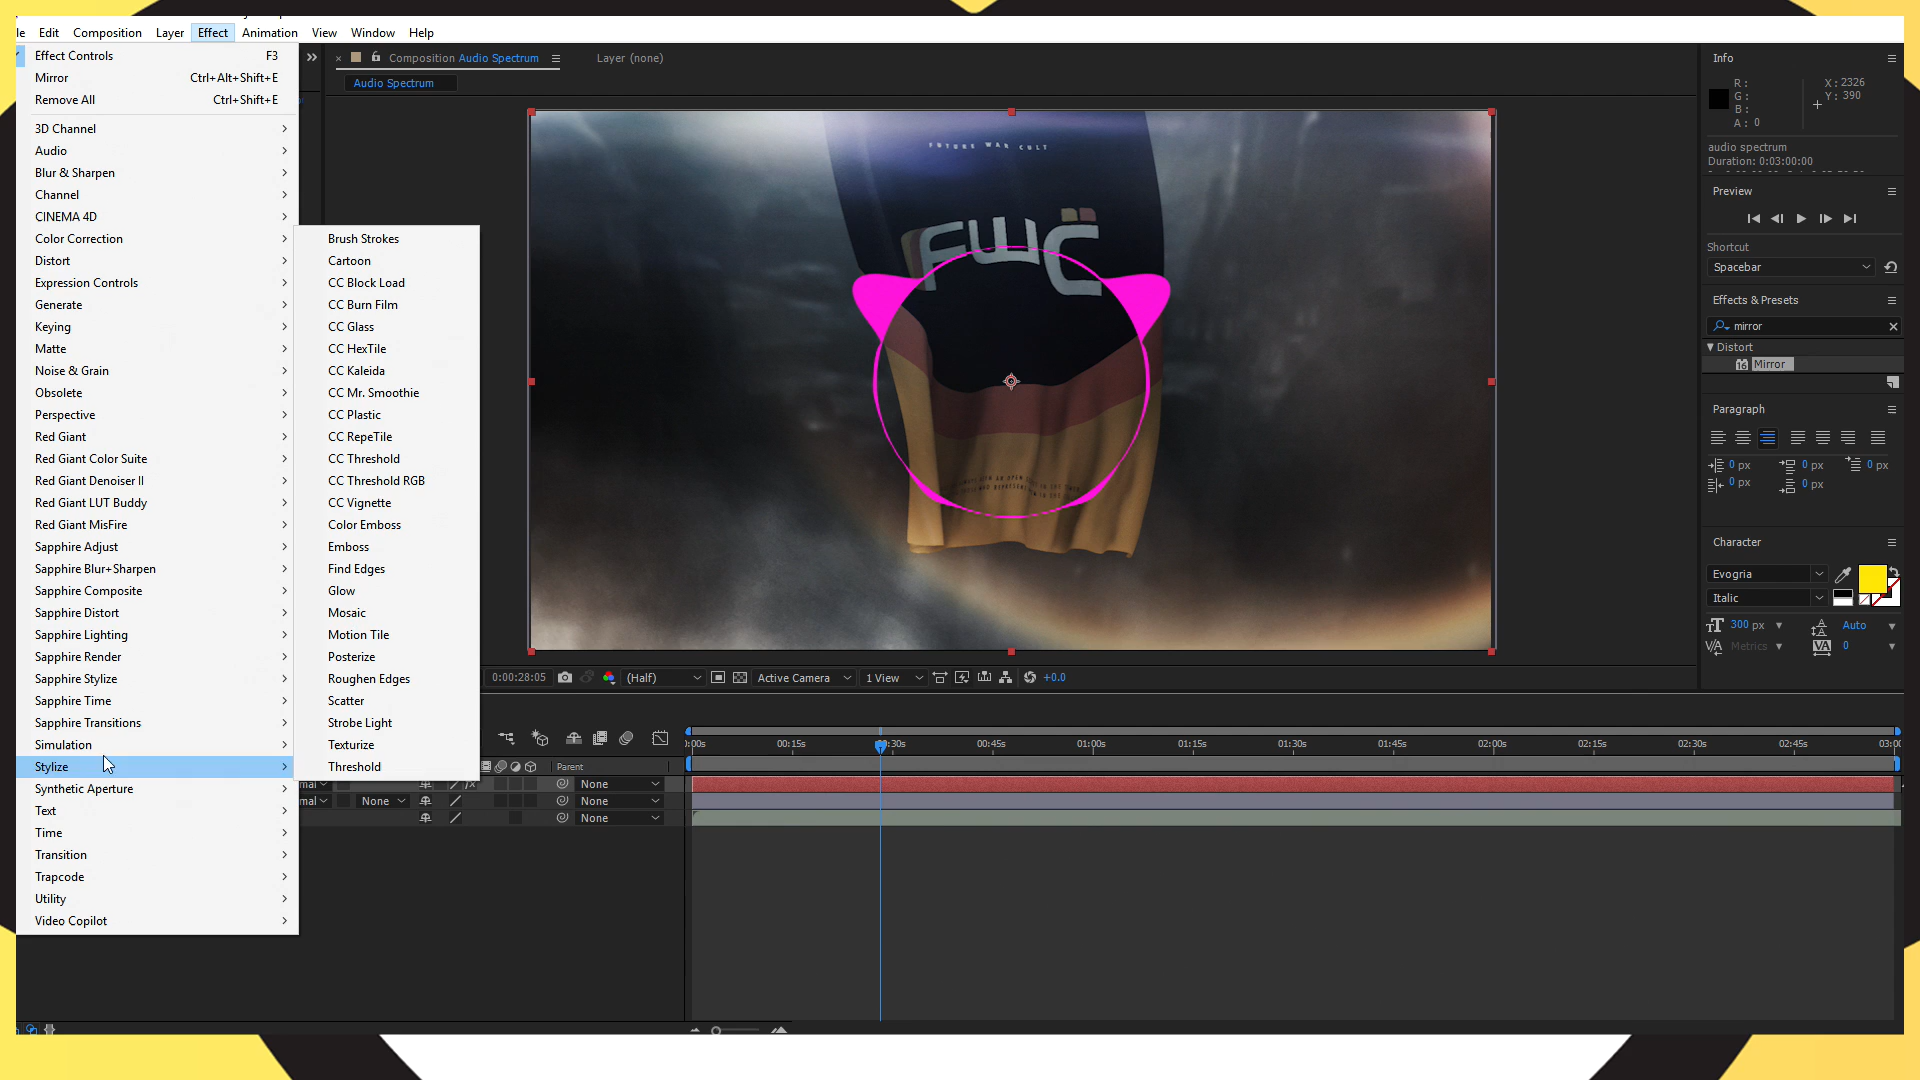 le Edit Composition Layer Effect Animation View Window Help
Effect Controls F3
Mirror Ctrl+Alt+Shift+E
Remove All Ctrl+Shift+E
3D Channel
Audio
Blur & Sharpen
Channel
CINEMA 4D
Color Correction
Distort
Expression Controls
Generate
Keying
Matte
Noise & Grain
Obsolete
Perspective
Red Giant
Red Giant Color Suite
Red Giant Denoiser II
Red Giant LUT Buddy
Red Giant MisFire
Sapphire Adjust
Sapphire Blur+Sharpen
Sapphire Composite
Sapphire Distort
Sapphire Lighting
Sapphire Render
Sapphire Stylize
Sapphire Time
Sapphire Transitions
Simulation
Stylize
Synthetic Aperture
Text
Time
Transition
Trapcode
Utility
Video Copilot
Brush Strokes
Cartoon
CC Block Load
CC Burn Film
CC Glass
CC HexTile
CC Kaleida
CC Mr. Smoothie
CC Plastic
CC RepeTile
CC Threshold
CC Threshold RGB
CC Vignette
Color Emboss
Emboss
Find Edges
Glow
Mosaic
Motion Tile
Posterize
Roughen Edges
Scatter
Strobe Light
Texturize
Threshold
Composition Audio Spectrum
Layer (none)
Audio Spectrum
FUTURE WAR CULT
FWC
0:00:28:05 (Half) Active Camera 1 View +0.0
:00s 00:15s 00:30s 00:45s 01:00s 01:15s 01:30s 01:45s 02:00s 02:15s 02:30s 02:45s 03:00
Parent
mal None
mal None None
None
Info
R :
G :
B :
A : 0
X : 2326
Y : 390
audio spectrum
Duration: 0:03:00:00
Preview
Shortcut
Spacebar
Effects & Presets
mirror
Distort
16 Mirror
Paragraph
0 px 0 px 0 px
0 px 0 px
Character
Evogria
Italic
300 px Auto
Metrics 0